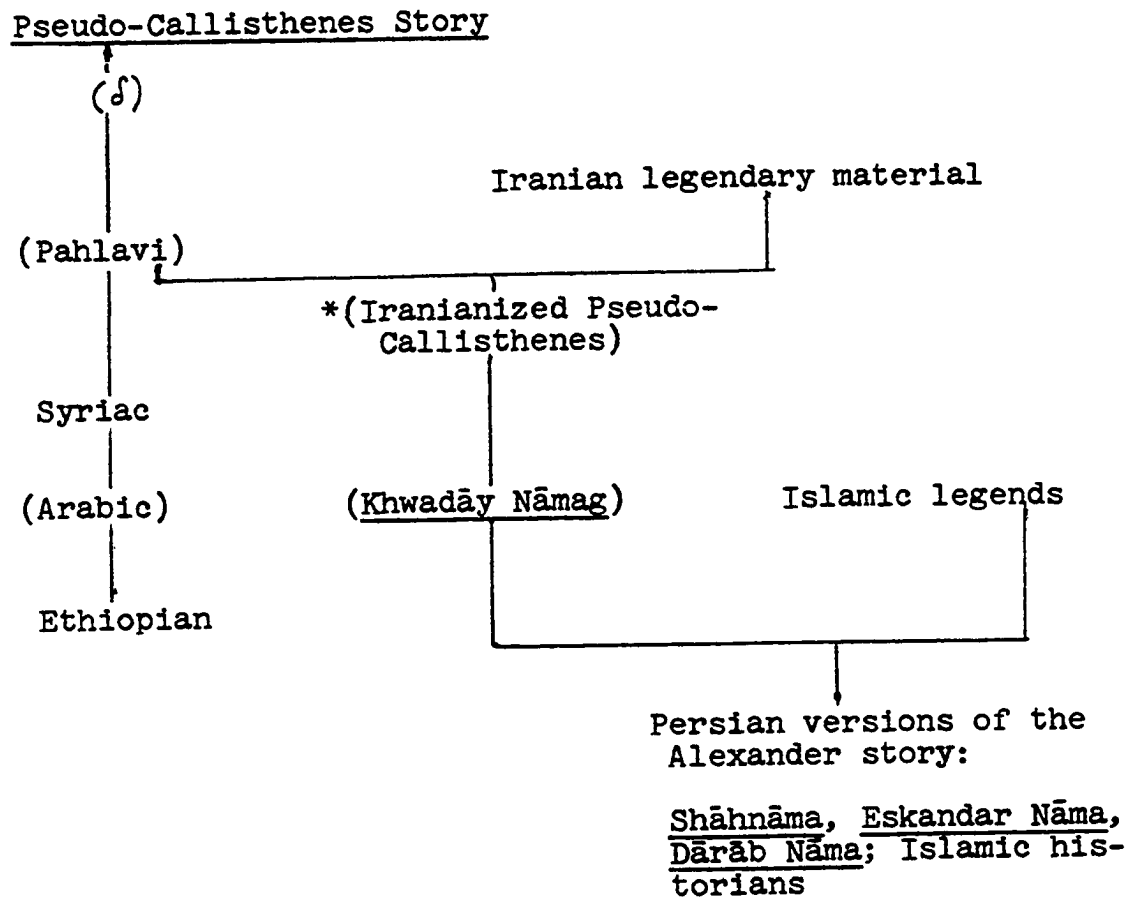 Pseudo-Callisthenes Story
(δ)
Iranian legendary material
(Pahlavi)
*(Iranianized Pseudo-
Callisthenes)
Syriac
(Arabic)
(Khwadāy Nāmag)
Islamic legends
Ethiopian
Persian versions of the
Alexander story:
Shāhnāma, Eskandar Nāma,
Dārāb Nāma; Islamic his-
torians